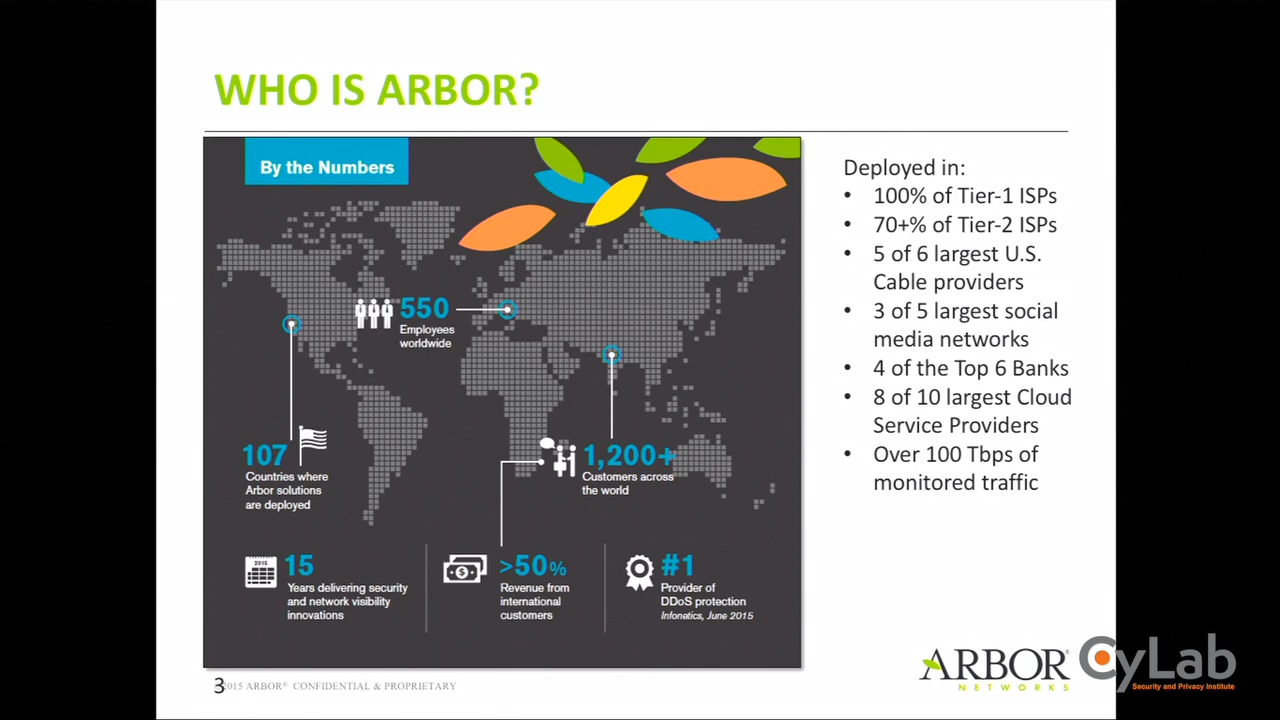 WHO IS ARBOR?
By the Numbers
550
Employees
worldwide
107
Countries where
Arbor solutions
are deployed
1,200+
Customers across
the world
2015
15
Years delivering security
and network visibility
innovations
$
>50%
Revenue from
international
customers
#1
Provider of
DDoS protection
Infonetics, June 2015
Deployed in:
• 100% of Tier-1 ISPs
• 70+% of Tier-2 ISPs
• 5 of 6 largest U.S.
Cable providers
• 3 of 5 largest social
media networks
• 4 of the Top 6 Banks
• 8 of 10 largest Cloud
Service Providers
• Over 100 Tbps of
monitored traffic
3
2015 ARBOR® CONFIDENTIAL & PROPRIETARY
ARBOR®
NETWORKS
CyLab
Security and Privacy Institute